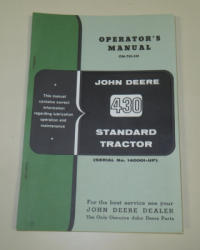 OPERATOR'S
MANUAL
This manual
contains correct
information
regarding lubrication
operation and
maintenance
JOHN DEERE
430
STANDARD
TRACTOR
(SERIAL No. 140001-UP)
For the best service see your
JOHN DEERE DEALER
The Only Genuine John Deere Parts